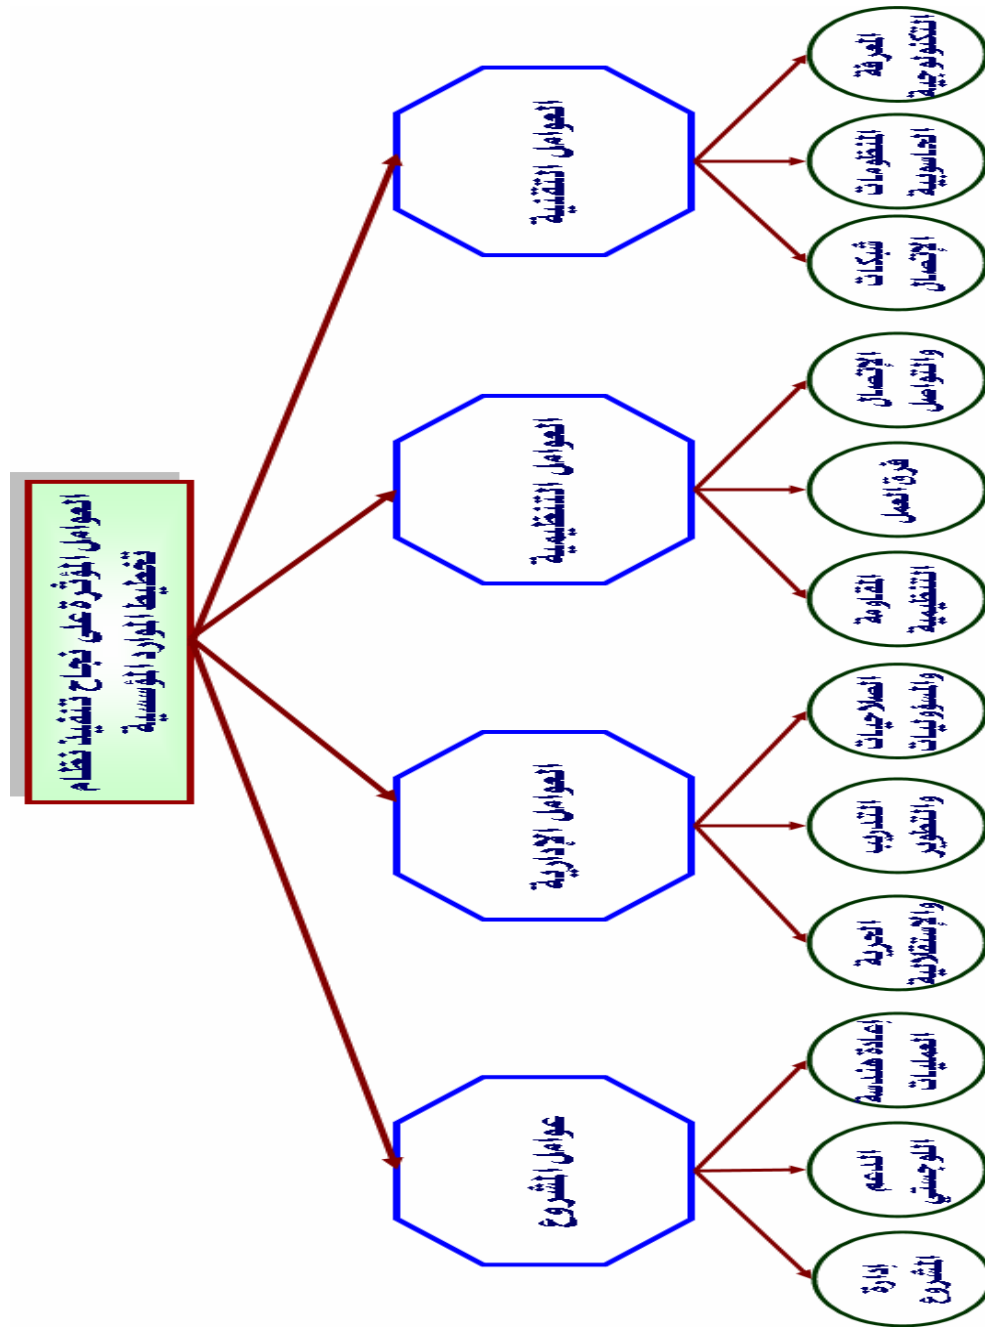 العوامل المؤثرة على نجاح تنفيذ نظام
تخطيط الموارد المؤسسية
العوامل التقنية
المعرفة
التكنولوجية
المنظومات
الحاسوبية
شبكات
الإتصال
العوامل التنظيمية
الإتصال
والتواصل
فرق العمل
المقاومة
التنظيمية
العوامل الإدارية
الصلاحيات
والمسؤوليات
التدريب
والتطوير
الحرية
والإستقلالية
عوامل المشروع
إعادة هندسة
العمليات
الدعم
اللوجستي
إدارة
المشروع